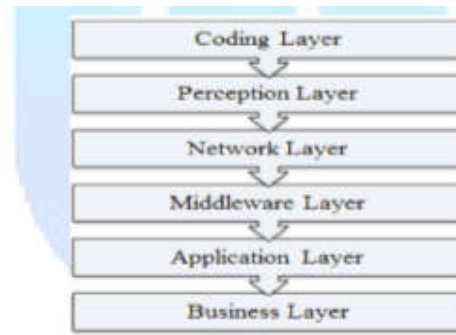 Coding Layer
Perception Layer
Network Layer
Middleware Layer
Application Layer
Business Layer